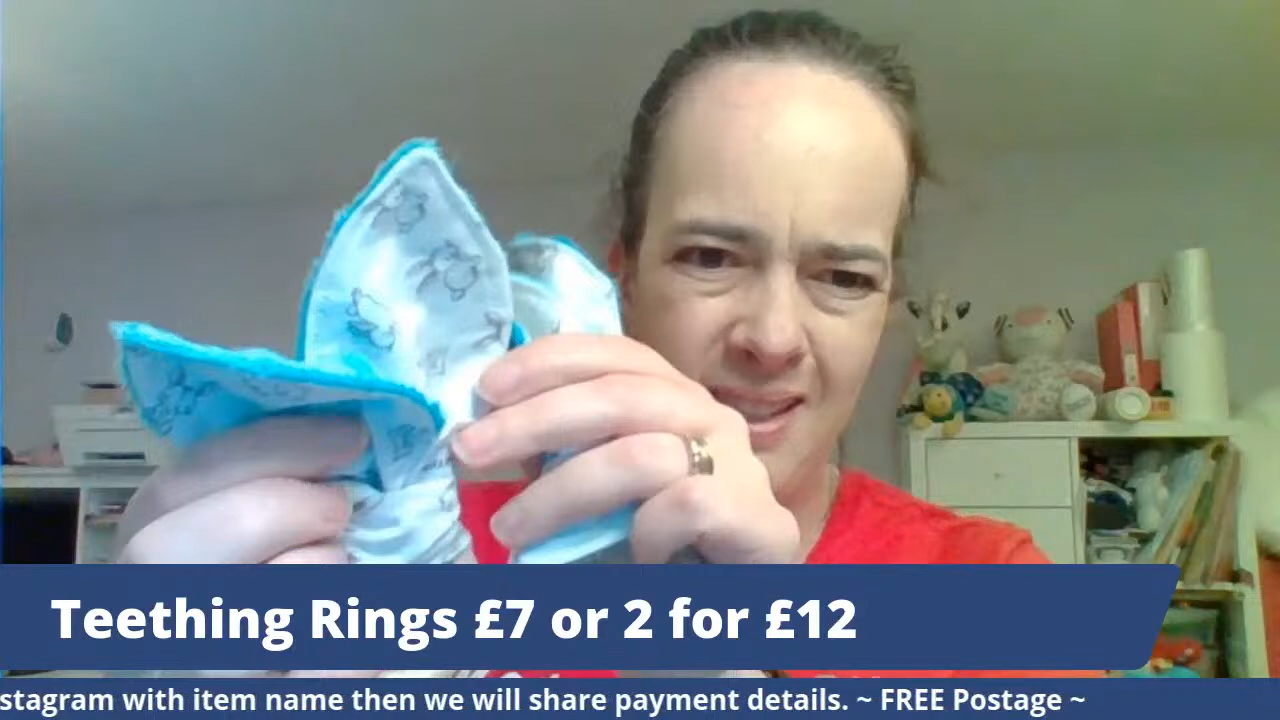 Teething Rings £7 or 2 for £12
stagram with item name then we will share payment details. ~ FREE Postage ~